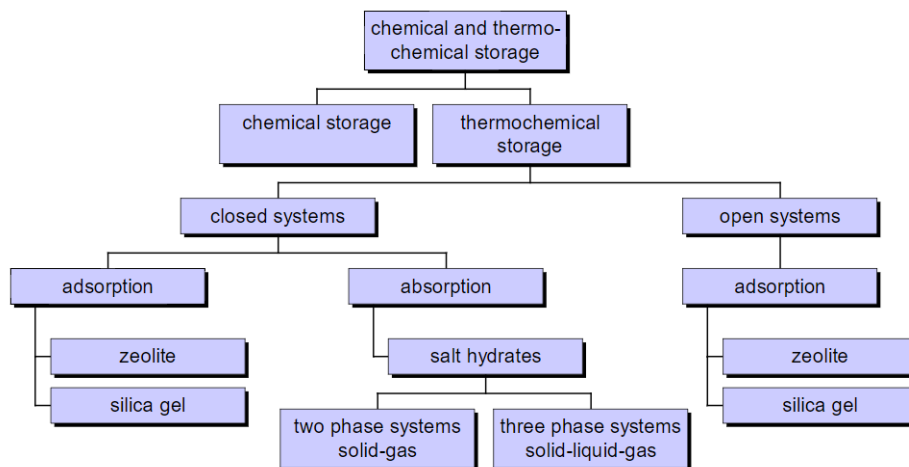 chemical and thermo-
chemical storage
chemical storage
thermochemical
storage
closed systems
open systems
adsorption
absorption
adsorption
zeolite
salt hydrates
zeolite
silica gel
silica gel
two phase systems
solid-gas
three phase systems
solid-liquid-gas